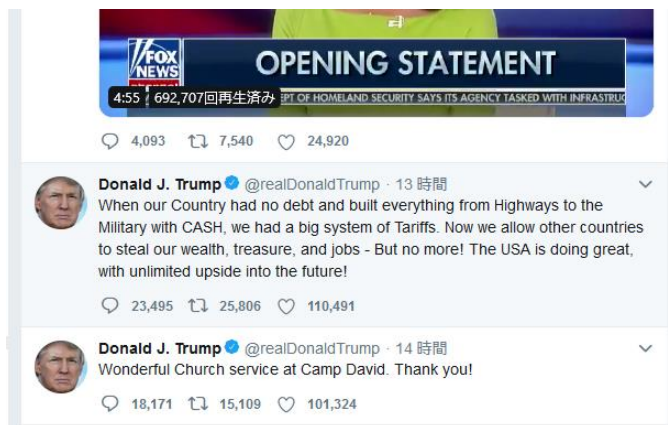 FOX
NEWS
channel
OPENING STATEMENT
4:55 692,707回再生済み
EPT OF HOMELAND SECURITY SAYS ITS AGENCY TASKED WITH INFRASTRUC
4,093 7,540 24,920
Donald J. Trump @realDonaldTrump · 13 時間
When our Country had no debt and built everything from Highways to the
Military with CASH, we had a big system of Tariffs. Now we allow other countries
to steal our wealth, treasure, and jobs - But no more! The USA is doing great,
with unlimited upside into the future!
23,495 25,806 110,491
Donald J. Trump @realDonaldTrump · 14 時間
Wonderful Church service at Camp David. Thank you!
18,171 15,109 101,324